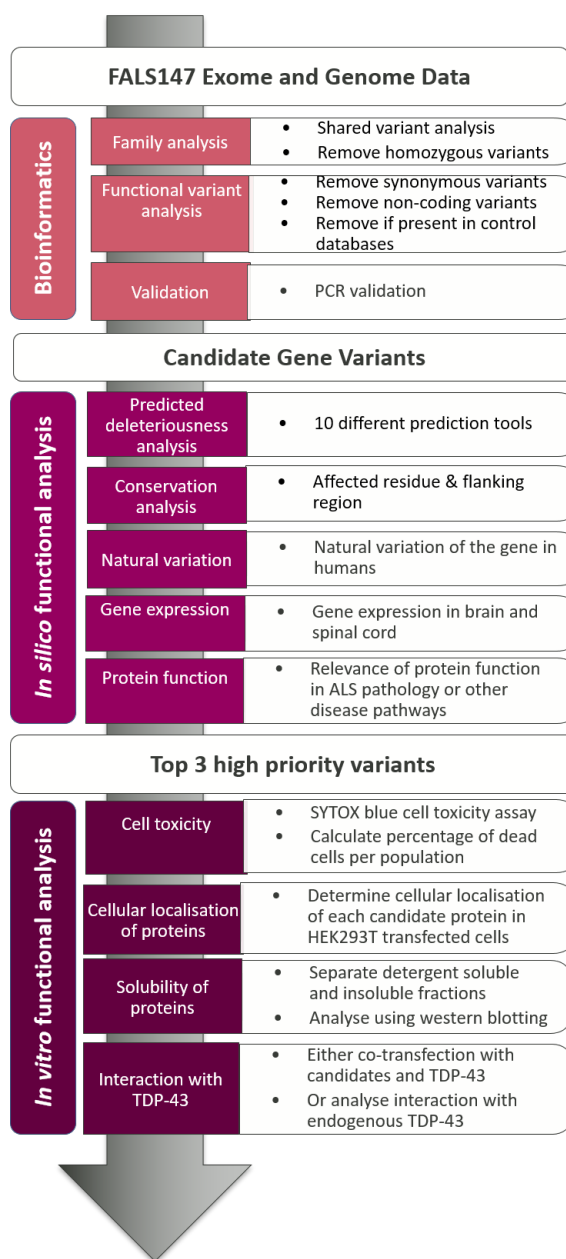 FALS147 Exome and Genome Data
Bioinformatics
Family analysis
• Shared variant analysis
• Remove homozygous variants
Functional variant
analysis
• Remove synonymous variants
• Remove non-coding variants
• Remove if present in control
databases
Validation
• PCR validation
Candidate Gene Variants
In silico functional analysis
Predicted
deleteriousness
analysis
• 10 different prediction tools
Conservation
analysis
• Affected residue & flanking
region
Natural variation
• Natural variation of the gene in
humans
Gene expression
• Gene expression in brain and
spinal cord
Protein function
• Relevance of protein function
in ALS pathology or other
disease pathways
Top 3 high priority variants
In vitro functional analysis
Cell toxicity
• SYTOX blue cell toxicity assay
• Calculate percentage of dead
cells per population
Cellular localisation
of proteins
• Determine cellular localisation
of each candidate protein in
HEK293T transfected cells
Solubility of
proteins
• Separate detergent soluble
and insoluble fractions
• Analyse using western blotting
Interaction with
TDP-43
• Either co-transfection with
candidates and TDP-43
• Or analyse interaction with
endogenous TDP-43